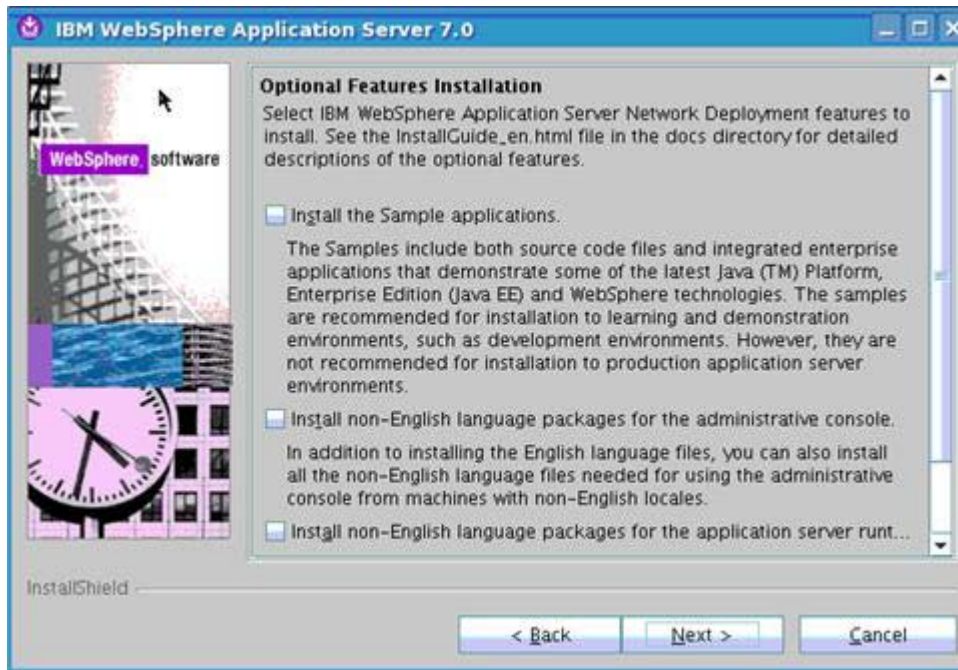 IBM WebSphere Application Server 7.0
WebSphere. software
Optional Features Installation
Select IBM WebSphere Application Server Network Deployment features to
install. See the InstallGuide_en.html file in the docs directory for detailed
descriptions of the optional features.
Install the Sample applications.
The Samples include both source code files and integrated enterprise
applications that demonstrate some of the latest Java (TM) Platform,
Enterprise Edition (Java EE) and WebSphere technologies. The samples
are recommended for installation to learning and demonstration
environments, such as development environments. However, they are
not recommended for installation to production application server
environments.
Install non-English language packages for the administrative console.
In addition to installing the English language files, you can also install
all the non-English language files needed for using the administrative
console from machines with non-English locales.
Install non-English language packages for the application server runt...
InstallShield
< Back
Next >
Cancel